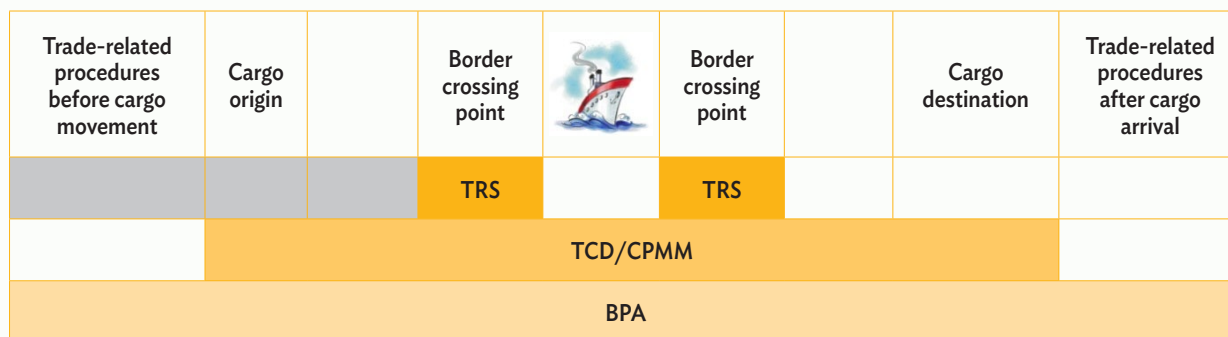 Trade-related
procedures
before cargo
movement
Cargo
origin
Border
crossing
point
Border
crossing
point
Cargo
destination
Trade-related
procedures
after cargo
arrival
TRS
TRS
TCD/CPMM
BPA